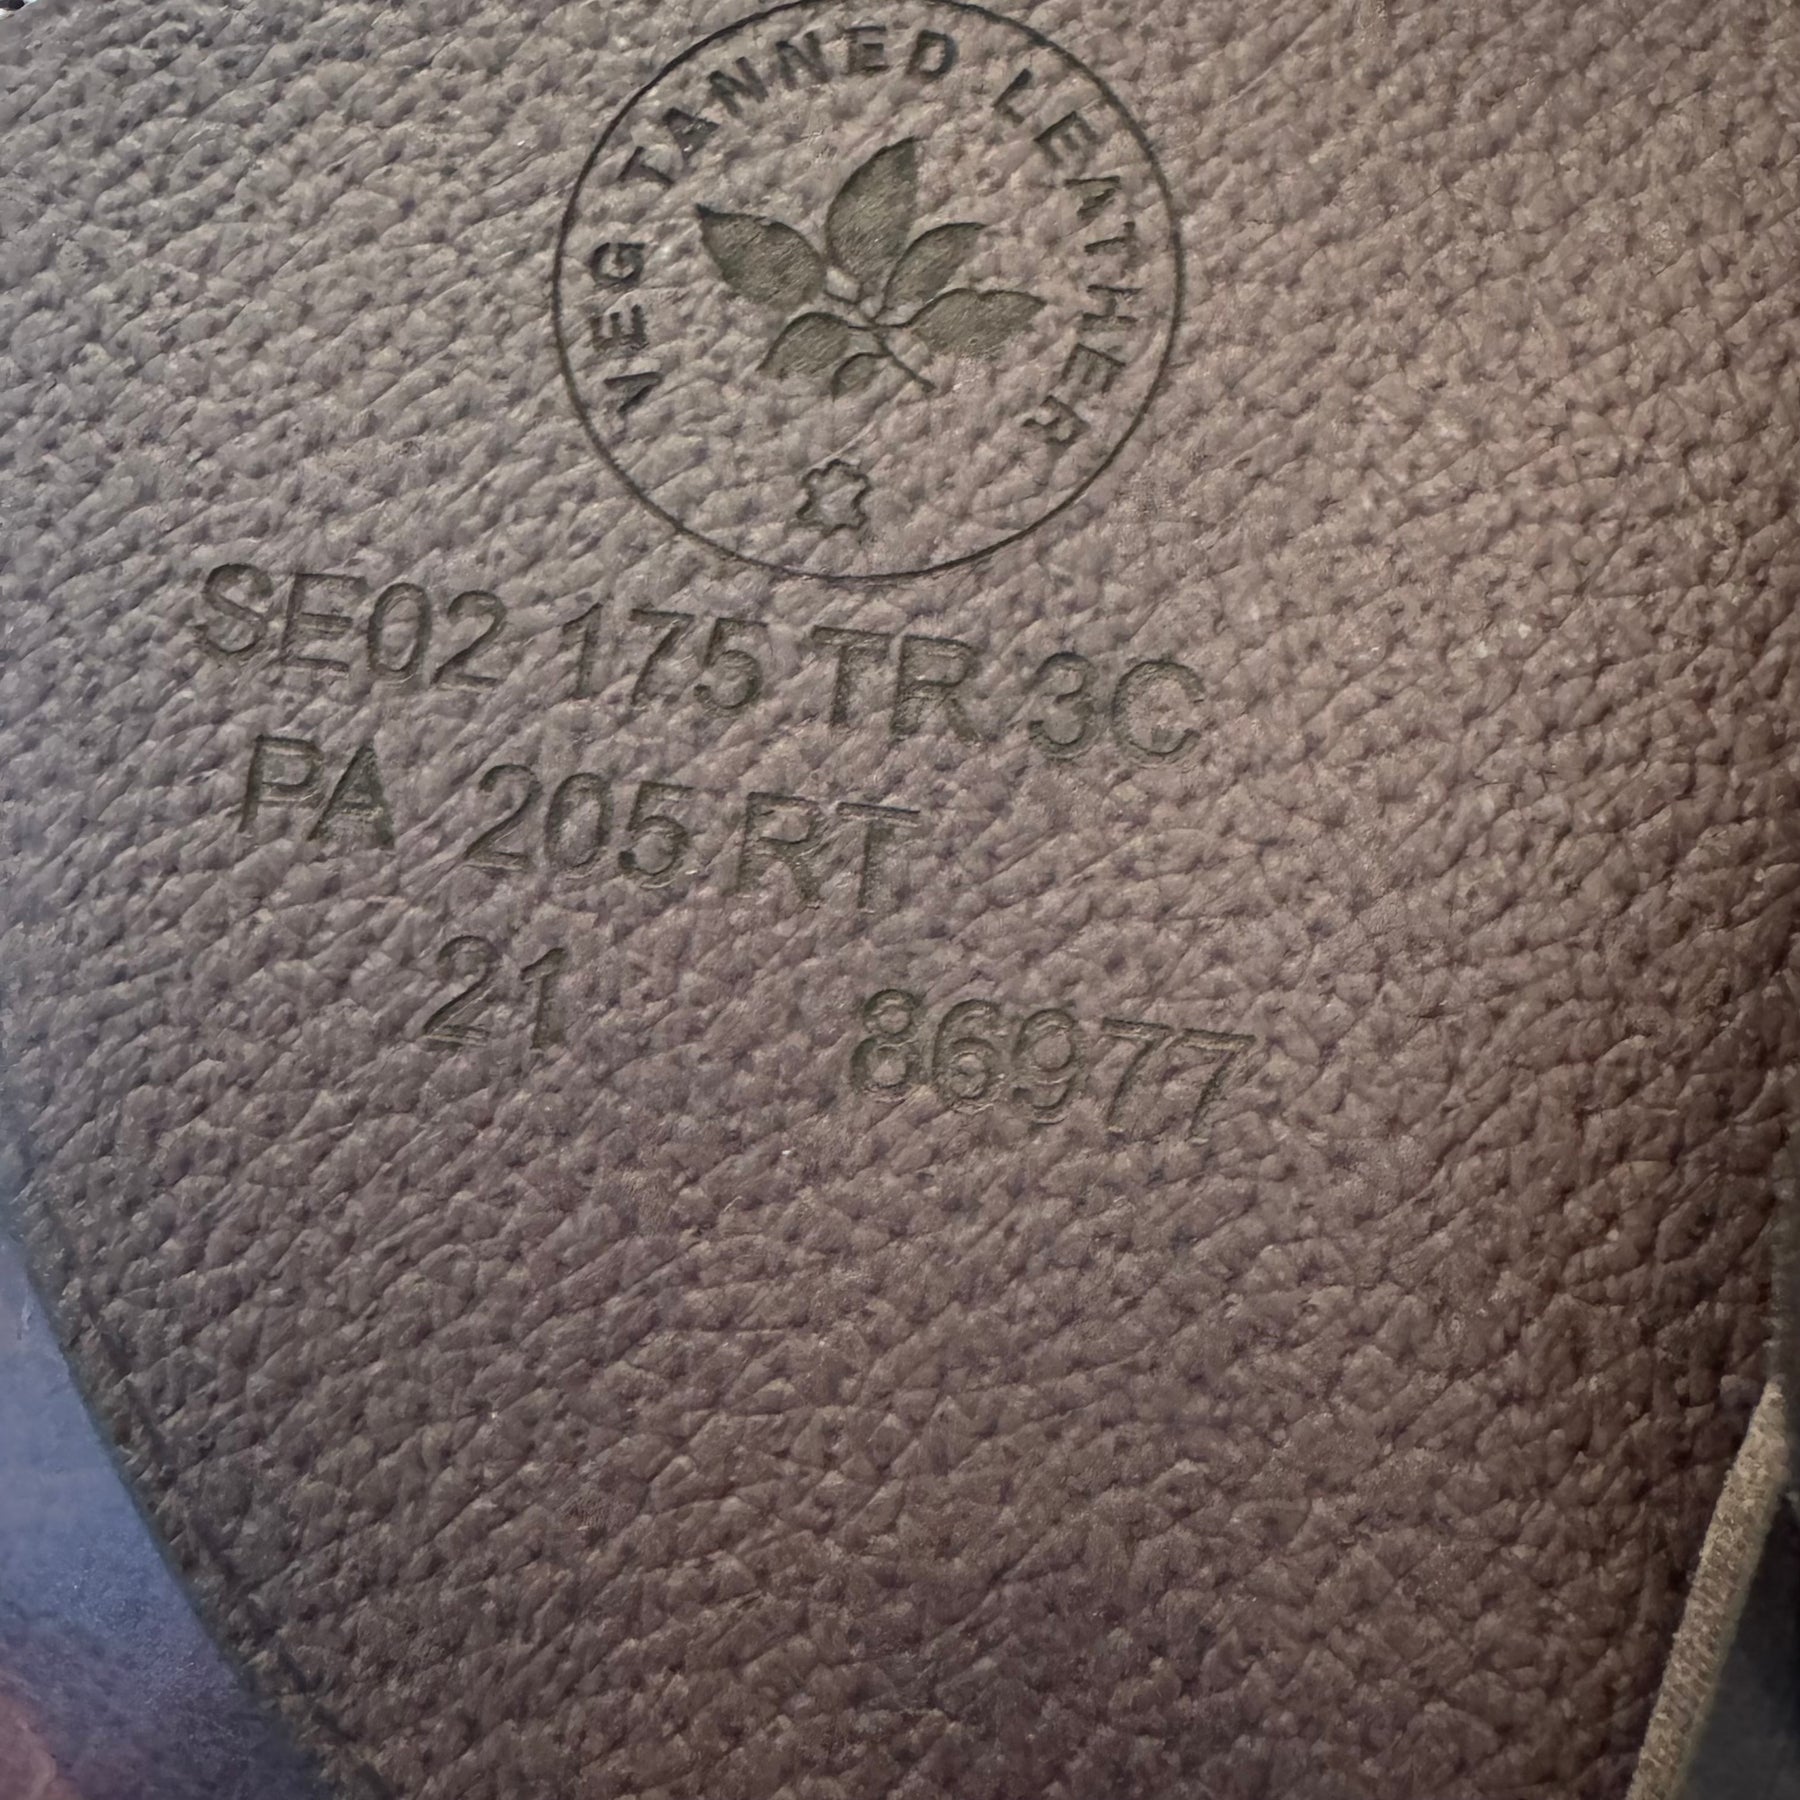 VEG TANNED LEATHER
SE02 175 TR 3C
PA 205 RT
21 86977